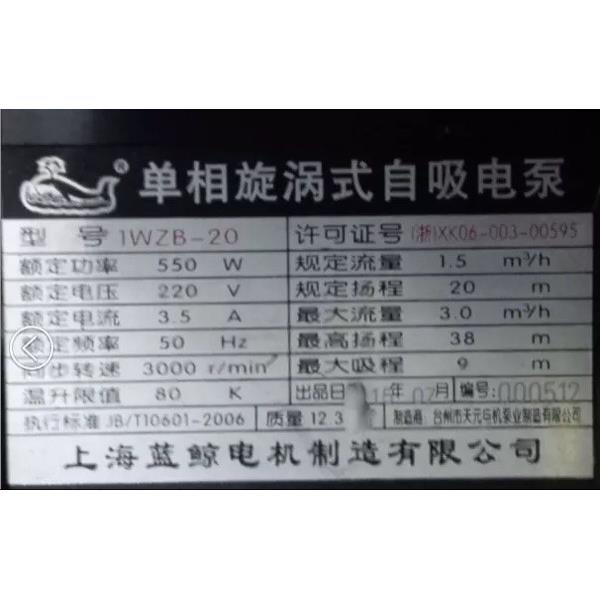 ® 单相旋涡式自吸电泵
型号 1WZB-20 许可证号 (浙)XK06-003-00595
额定功率 550 W 规定流量 1.5 m³/h
额定电压 220 V 规定扬程 20 m
额定电流 3.5 A 最大流量 3.0 m³/h
定频率 50 Hz 最高扬程 38 m
步转速 3000 r/min 最大吸程 9 m
温升限值 80 K 出品日 15年07月 编号: 000512
执行标准 JB/T10601-2006 质量 12.3 制造商: 台州市天元机泵业制造有限公司
上海蓝鲸电机制造有限公司